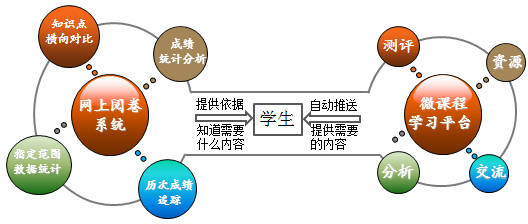 知识点
横向对比
成绩
统计分析
网上阅卷
系统
指定范围
数据统计
历次成绩
追踪
提供依据
知道需要
什么内容
学生
自动推送
提供需要
的内容
测评
资源
微课程
学习平台
分析
交流